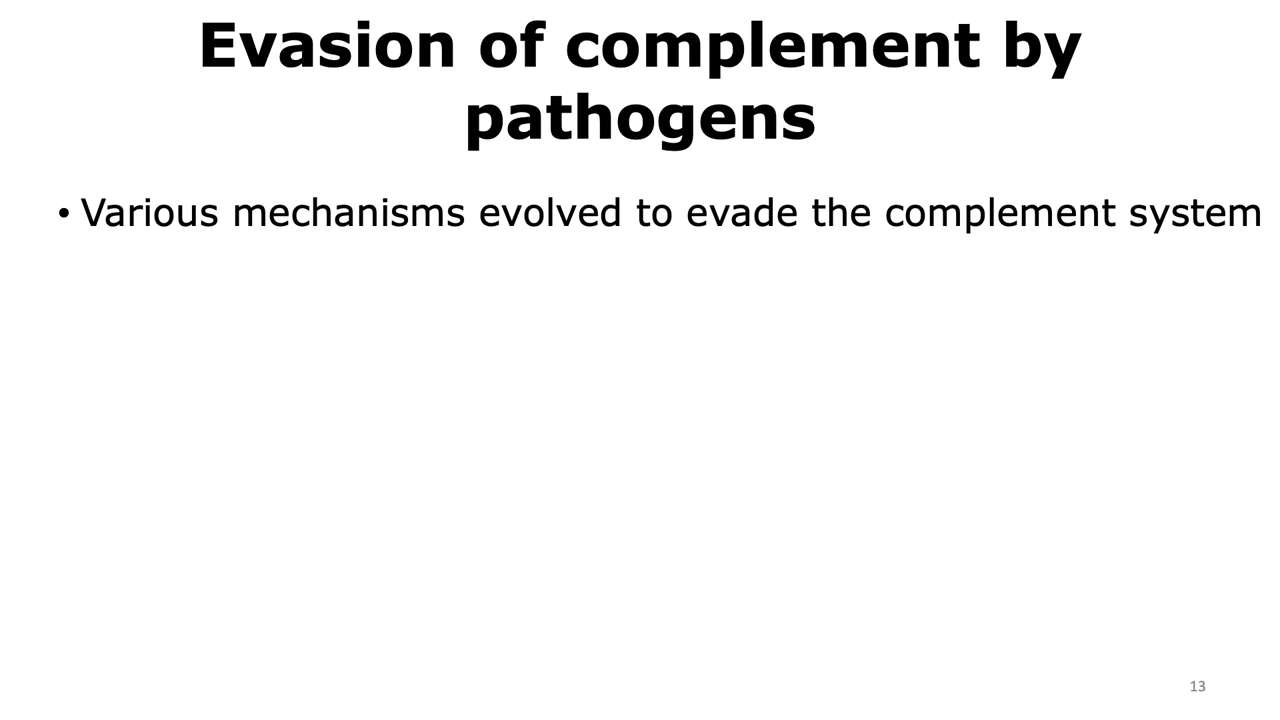 Evasion of complement by
pathogens
• Various mechanisms evolved to evade the complement system
13